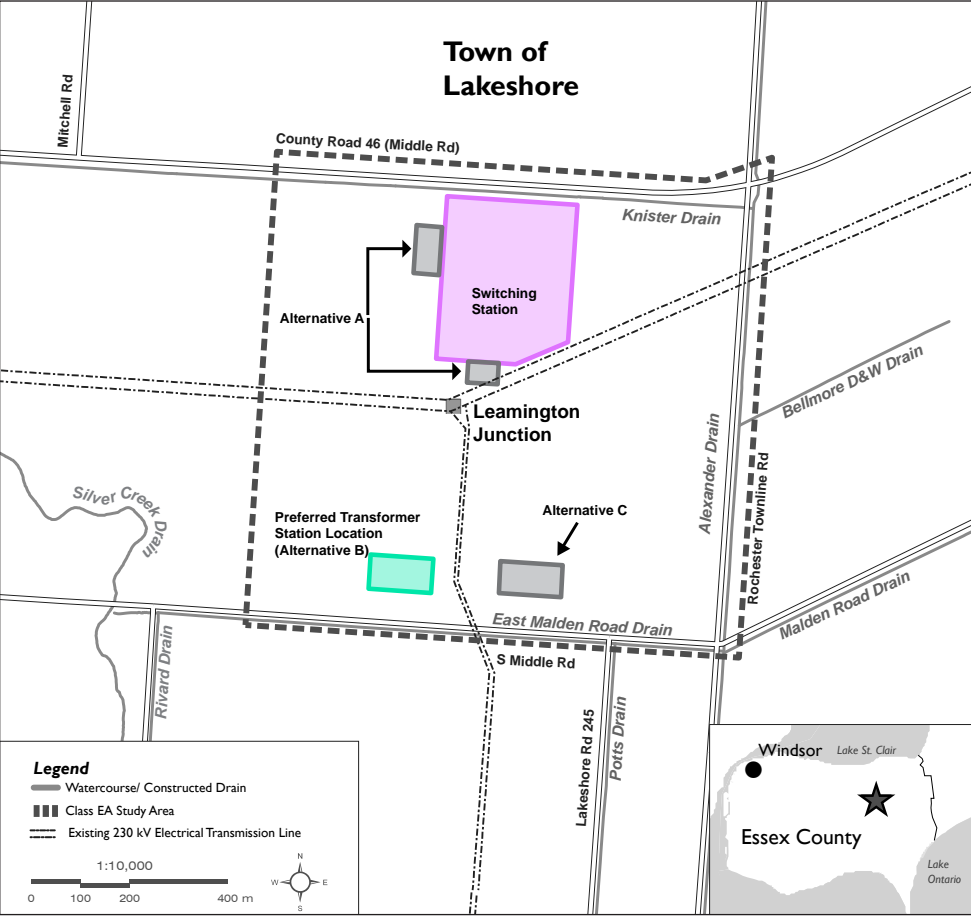 Town of
Lakeshore
Mitchell Rd
County Road 46 (Middle Rd)
Knister Drain
Switching
Station
Alternative A
Leamington
Junction
Bellmore D&W Drain
Alexander Drain
Rochester Townline Rd
Silver Creek Drain
Preferred Transformer
Station Location
(Alternative B)
Alternative C
East Malden Road Drain
Malden Road Drain
S Middle Rd
Rivard Drain
Lakeshore Rd 245
Potts Drain
Legend
Watercourse/ Constructed Drain
Class EA Study Area
Existing 230 kV Electrical Transmission Line
1:10,000
0 100 200 400 m
N
W E
S
Windsor
Lake St. Clair
Essex County
Lake
Ontario